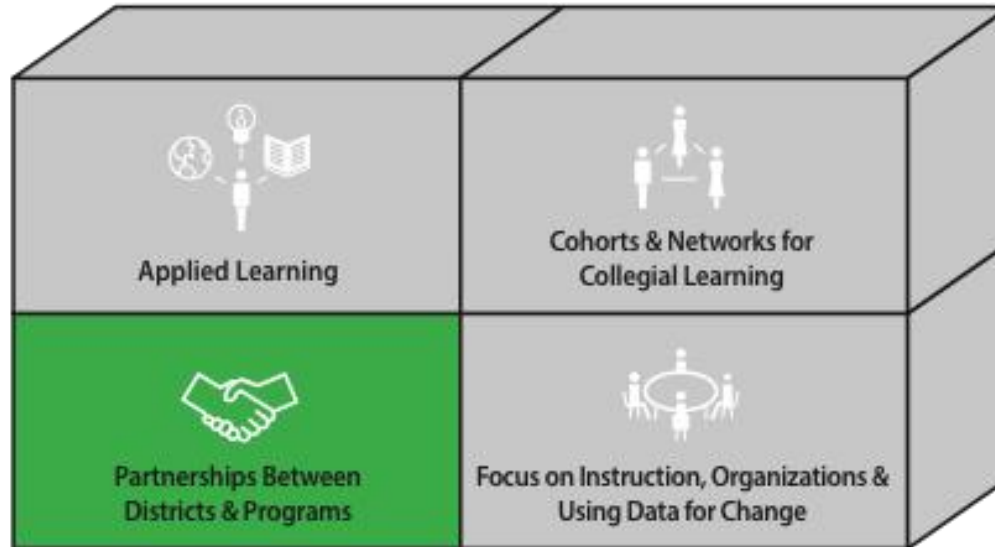 Applied Learning
Cohorts & Networks for
Collegial Learning
Partnerships Between
Districts & Programs
Focus on Instruction, Organizations &
Using Data for Change